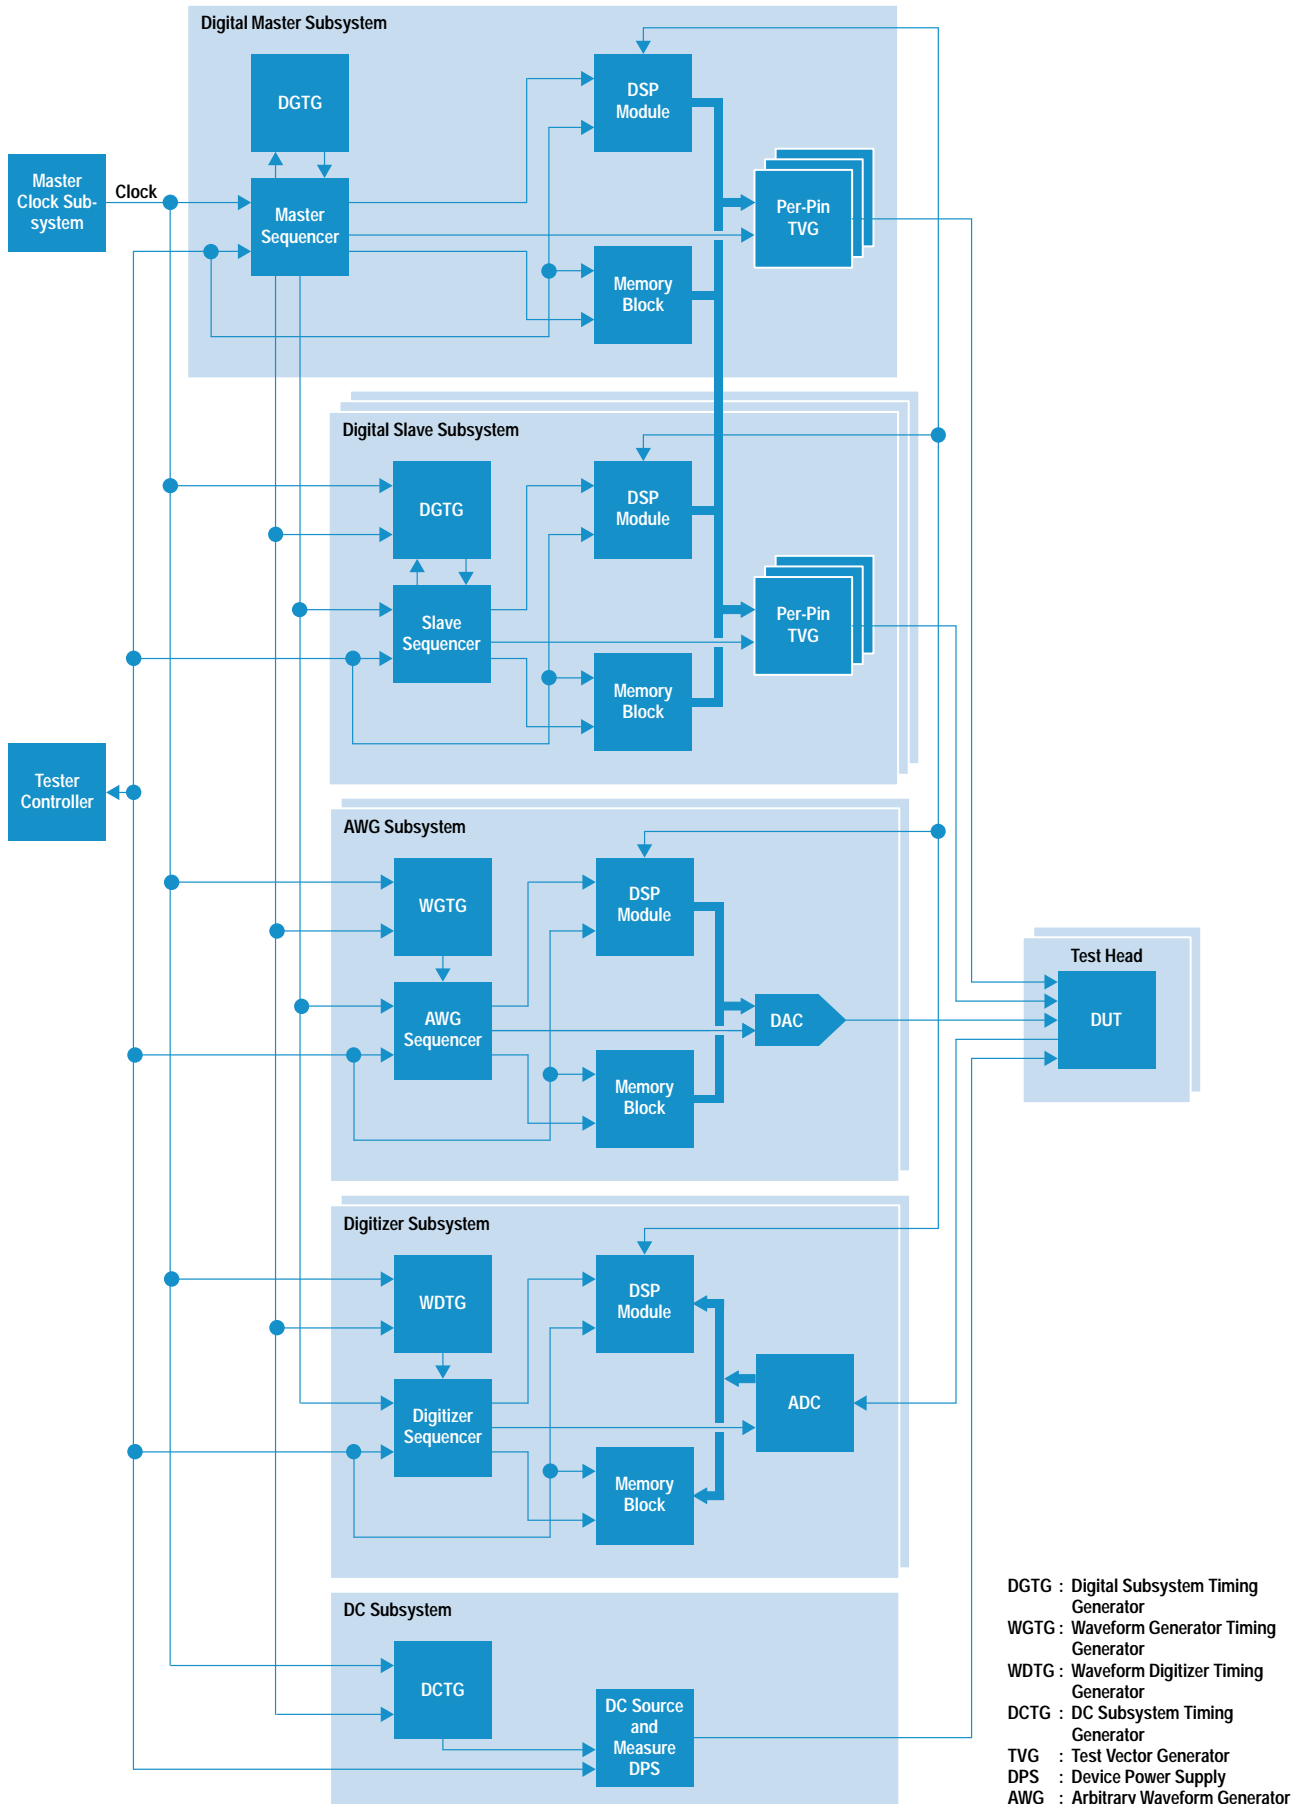 Digital Master Subsystem
DGTG
DSP
Module
Master
Clock Sub-
system
Clock
Master
Sequencer
Per-Pin
TVG
Memory
Block
Digital Slave Subsystem
DGTG
DSP
Module
Slave
Sequencer
Per-Pin
TVG
Memory
Block
Tester
Controller
AWG Subsystem
WGTG
DSP
Module
AWG
Sequencer
DAC
Memory
Block
Test Head
DUT
Digitizer Subsystem
WDTG
DSP
Module
Digitizer
Sequencer
ADC
Memory
Block
DC Subsystem
DCTG
DC Source
and
Measure
DPS
DGTG : Digital Subsystem Timing
Generator
WGTG : Waveform Generator Timing
Generator
WDTG : Waveform Digitizer Timing
Generator
DCTG : DC Subsystem Timing
Generator
TVG : Test Vector Generator
DPS : Device Power Supply
AWG : Arbitrary Waveform Generator